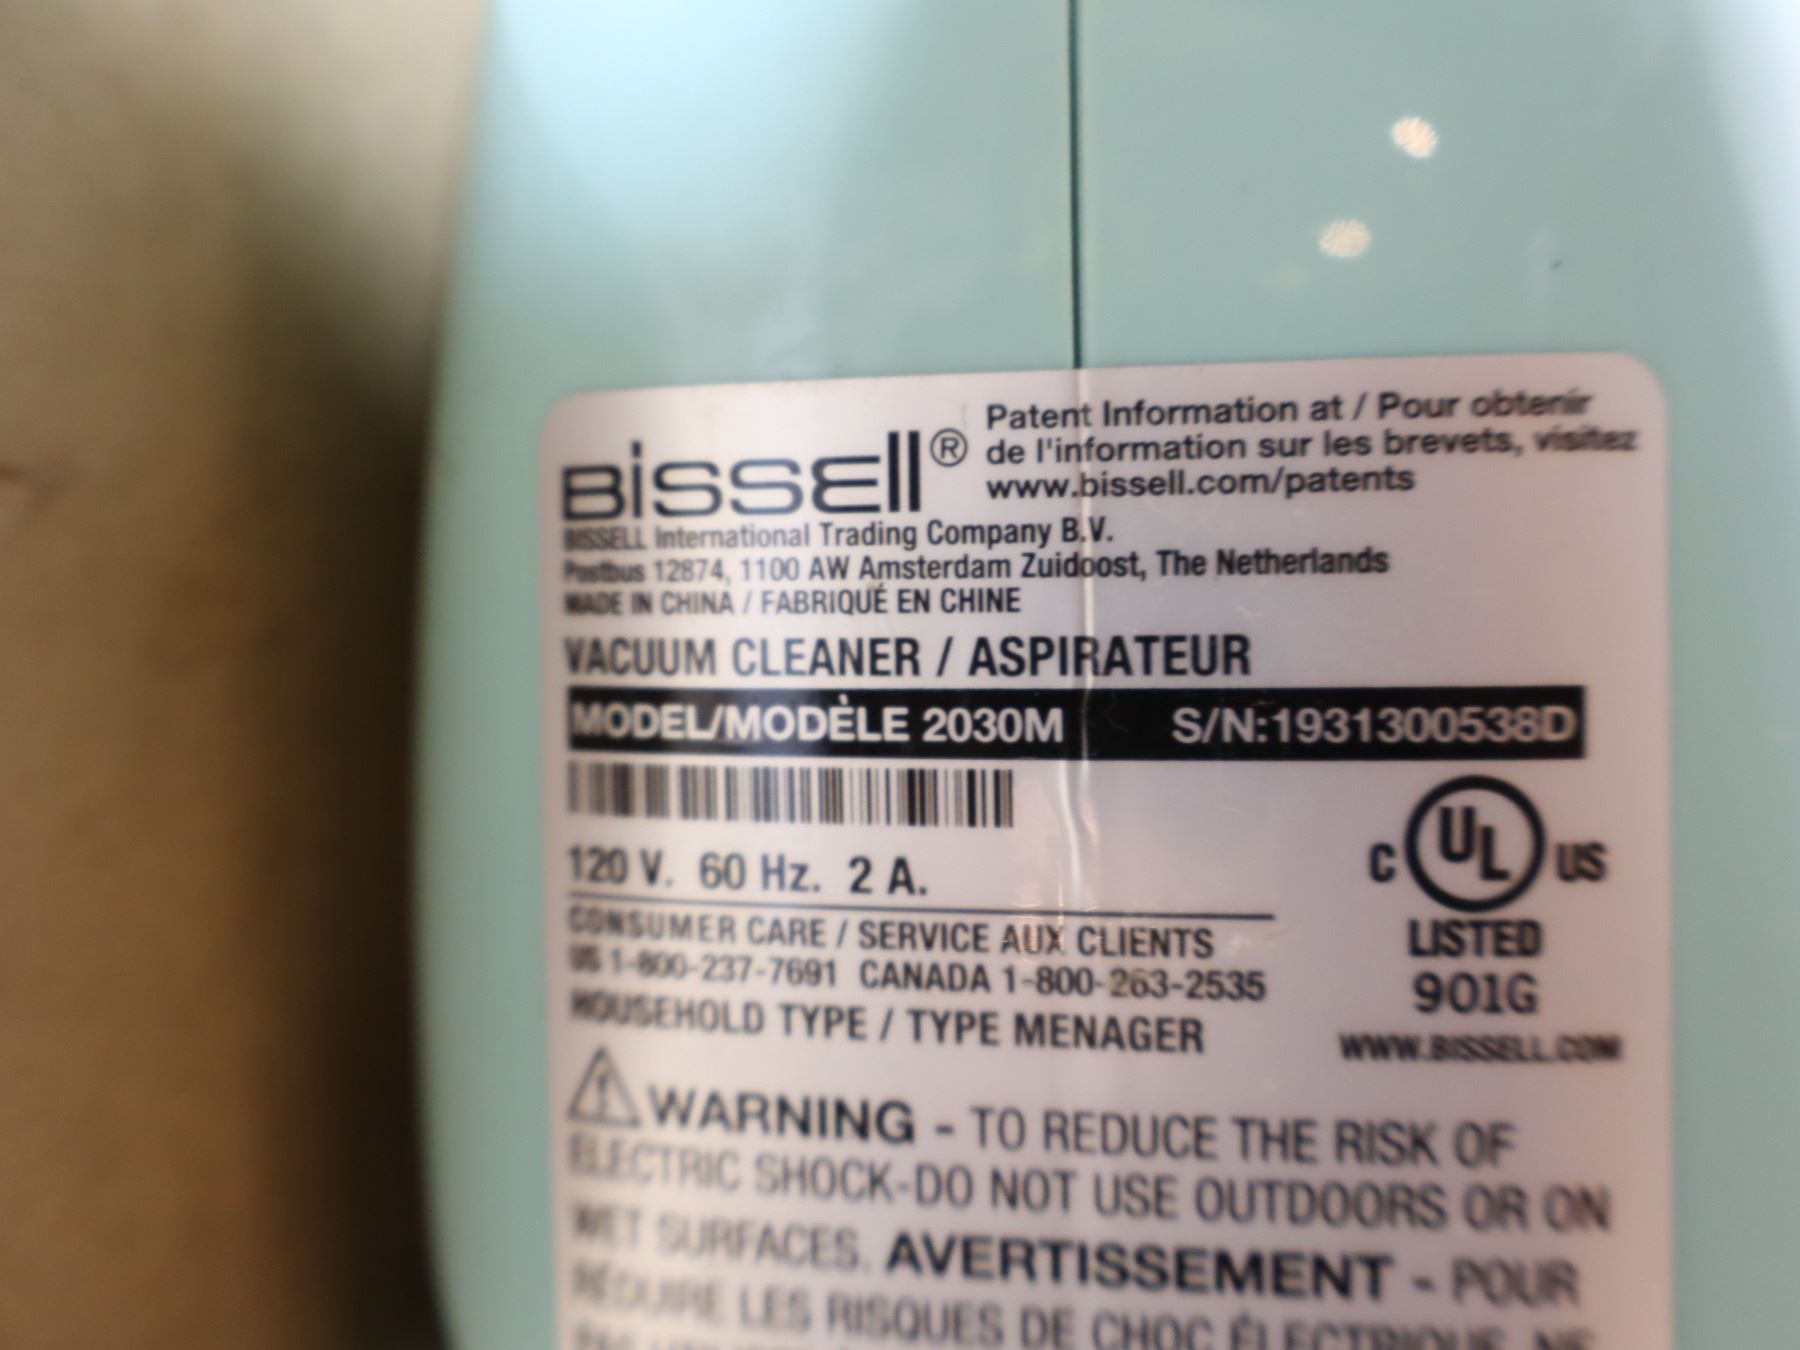 BISSELL®
Patent Information at / Pour obtenir
de l'information sur les brevets, visitez
www.bissell.com/patents
BISSELL International Trading Company B.V.
Postbus 12874, 1100 AW Amsterdam Zuidoost, The Netherlands
MADE IN CHINA / FABRIQUÉ EN CHINE
VACUUM CLEANER / ASPIRATEUR
MODEL/MODÈLE 2030M S/N:1931300538D
120 V. 60 Hz. 2 A.
C UL US
LISTED
901G
WWW.BISSELL.COM
CONSUMER CARE / SERVICE AUX CLIENTS
US 1-800-237-7691 CANADA 1-800-263-2535
HOUSEHOLD TYPE / TYPE MENAGER
WARNING - TO REDUCE THE RISK OF
ELECTRIC SHOCK-DO NOT USE OUTDOORS OR ON
WET SURFACES. AVERTISSEMENT - POUR
RÉDUIRE LES RISQUES DE CHOC ÉLECTRIQUE, NE